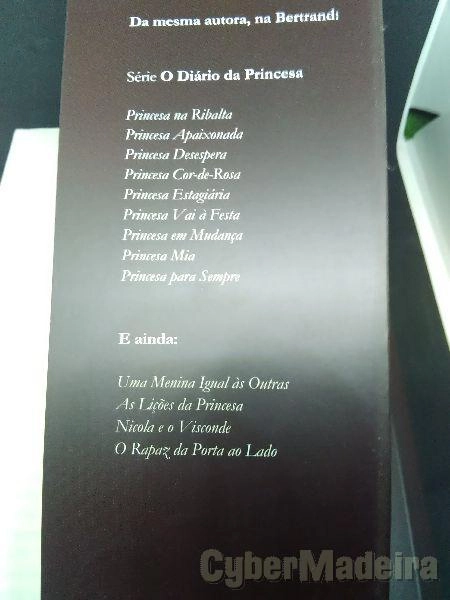 Da mesma autora, na Bertrand:
Série O Diário da Princesa
Princesa na Ribalta
Princesa Apaixonada
Princesa Desespera
Princesa Cor-de-Rosa
Princesa Estagiária
Princesa Vai à Festa
Princesa em Mudança
Princesa Mia
Princesa para Sempre
E ainda:
Uma Menina Igual às Outras
As Lições da Princesa
Nicola e o Visconde
O Rapaz da Porta ao Lado
CyberMadeira